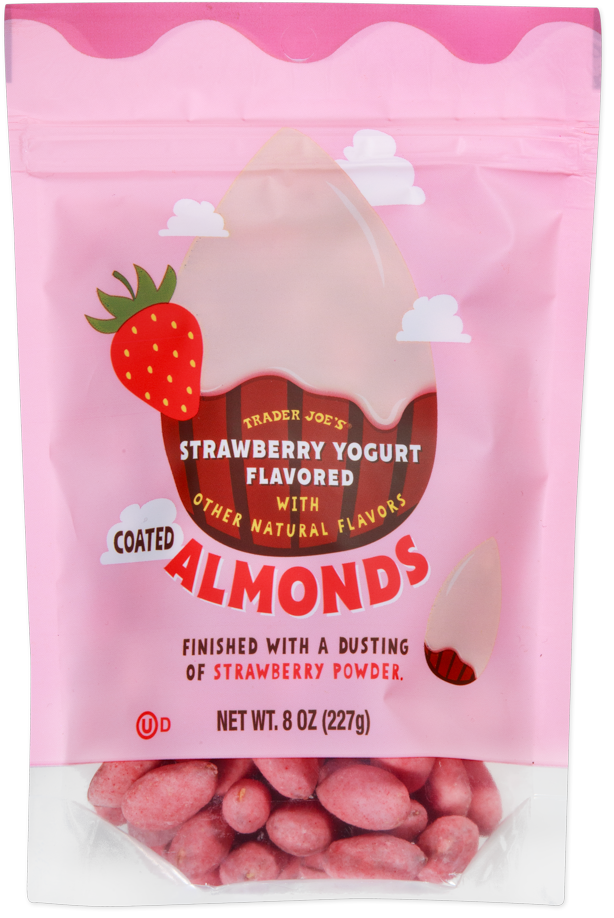 TRADER JOE'S
STRAWBERRY YOGURT
FLAVORED
WITH
OTHER NATURAL FLAVORS
COATED
ALMONDS
FINISHED WITH A DUSTING
OF STRAWBERRY POWDER.
U D
NET WT. 8 OZ (227g)